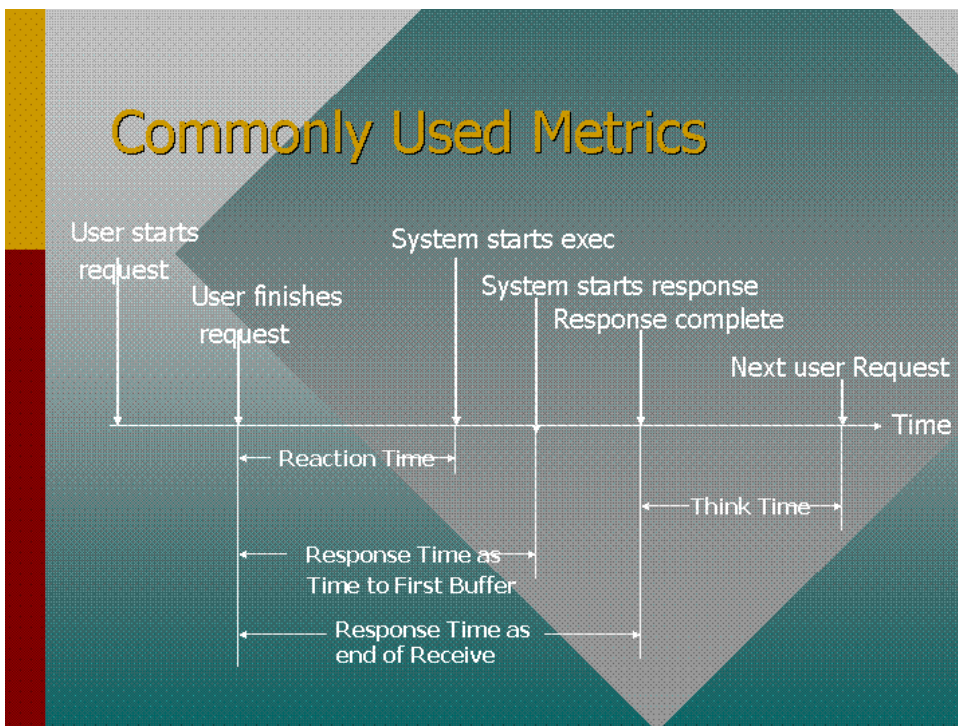 Commonly Used Metrics
User starts
request
User finishes
request
System starts exec
System starts response
Response complete
Next user Request
Time
Reaction Time
Think Time
Response Time as
Time to First Buffer
Response Time as
end of Receive